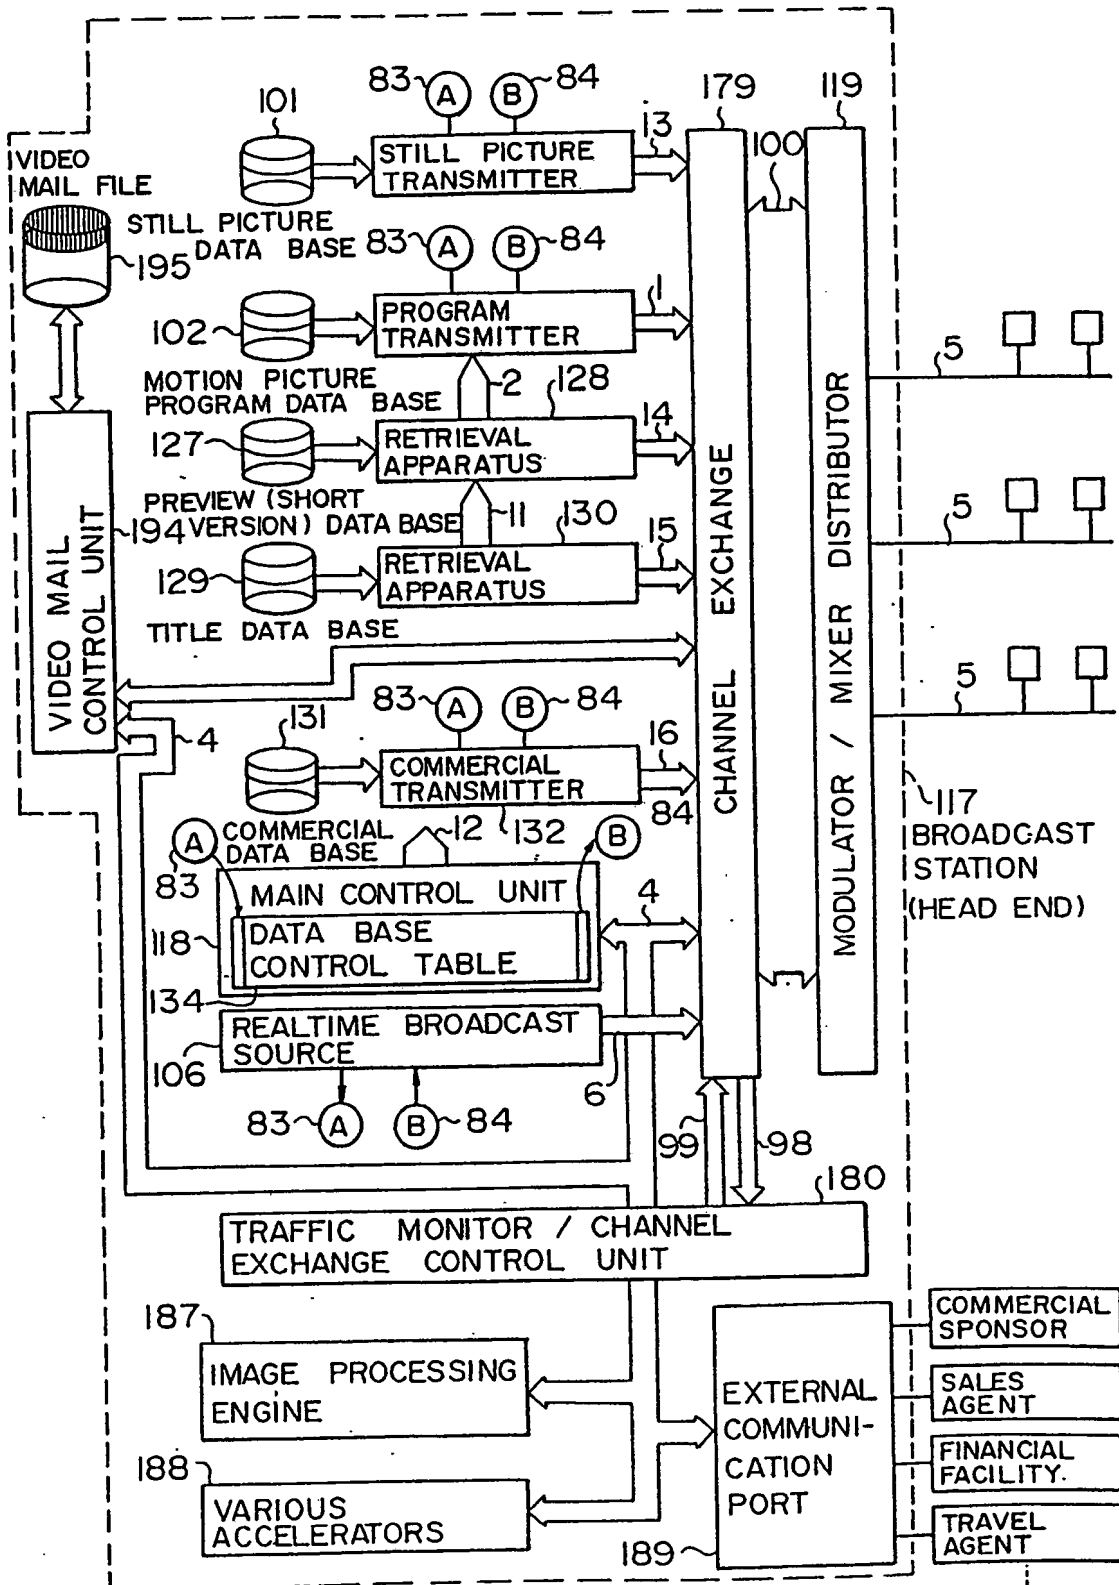 83 A B 84
179
119
101
13
100
STILL PICTURE
TRANSMITTER
VIDEO
MAIL FILE
195
STILL PICTURE
DATA BASE
83 A B 84
1
102
PROGRAM
TRANSMITTER
5
MOTION PICTURE
PROGRAM DATA BASE
2
128
127
RETRIEVAL
APPARATUS
14
PREVIEW (SHORT
VERSION) DATA BASE
11
130
194
129
RETRIEVAL
APPARATUS
15
5
TITLE DATA BASE
VIDEO MAIL
CONTROL UNIT
CHANNEL EXCHANGE
MODULATOR / MIXER DISTRIBUTOR
4
83 A B 84
5
131
COMMERCIAL
TRANSMITTER
16
COMMERCIAL
DATA BASE
12
132
84
B
A
83
117
BROADCAST
STATION
(HEAD END)
MAIN CONTROL UNIT
118
DATA BASE
CONTROL TABLE
134
4
REALTIME BROADCAST
SOURCE
106
6
83 A B 84
99
98
180
TRAFFIC MONITOR / CHANNEL
EXCHANGE CONTROL UNIT
187
IMAGE PROCESSING
ENGINE
188
VARIOUS
ACCELERATORS
EXTERNAL
COMMUNI-
CATION
PORT
189
COMMERCIAL
SPONSOR
SALES
AGENT
FINANCIAL
FACILITY.
TRAVEL
AGENT